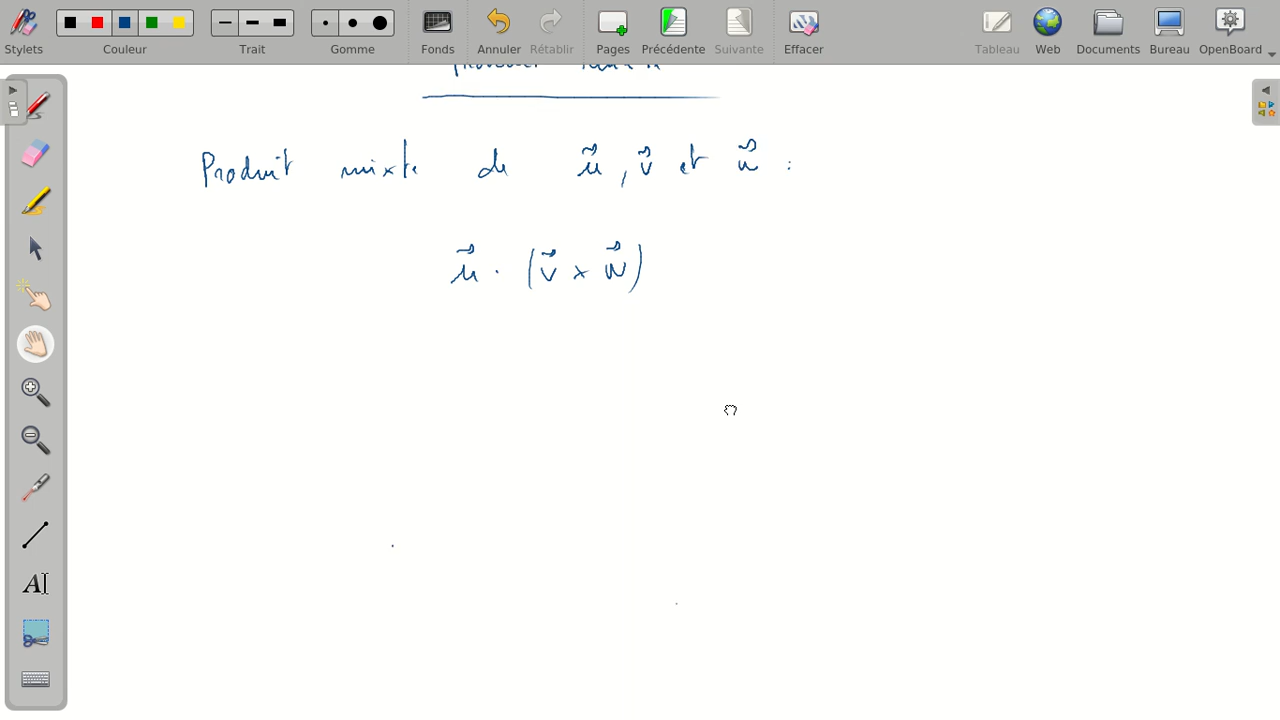 Stylets Couleur Trait Gomme Fonds Annuler Rétablir Pages Précédente Suivante Effacer Tableau Web Documents Bureau OpenBoard
Produit mixte de u⃗, v⃗ et w⃗ :
u⃗ · (v⃗ × w⃗)